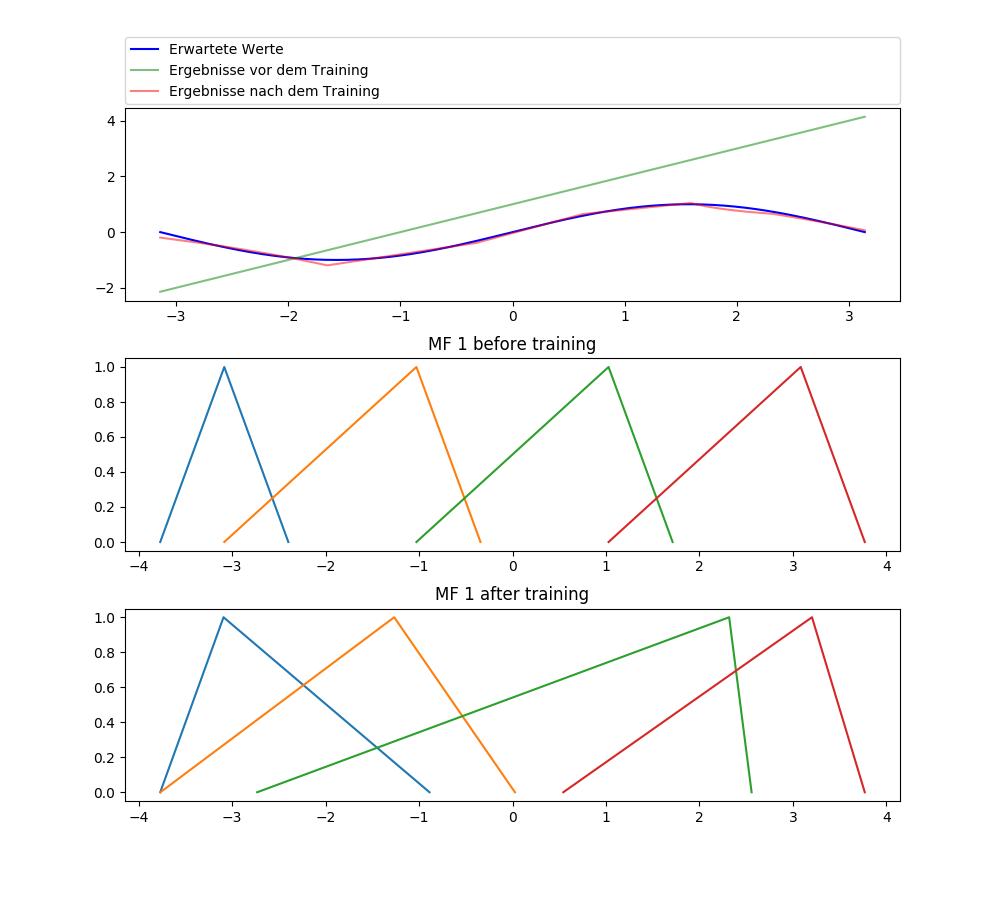 Erwartete Werte
Ergebnisse vor dem Training
Ergebnisse nach dem Training
4
2
0
−2
−3 −2 −1 0 1 2 3
MF 1 before training
1.0
0.8
0.6
0.4
0.2
0.0
−4 −3 −2 −1 0 1 2 3 4
MF 1 after training
1.0
0.8
0.6
0.4
0.2
0.0
−4 −3 −2 −1 0 1 2 3 4